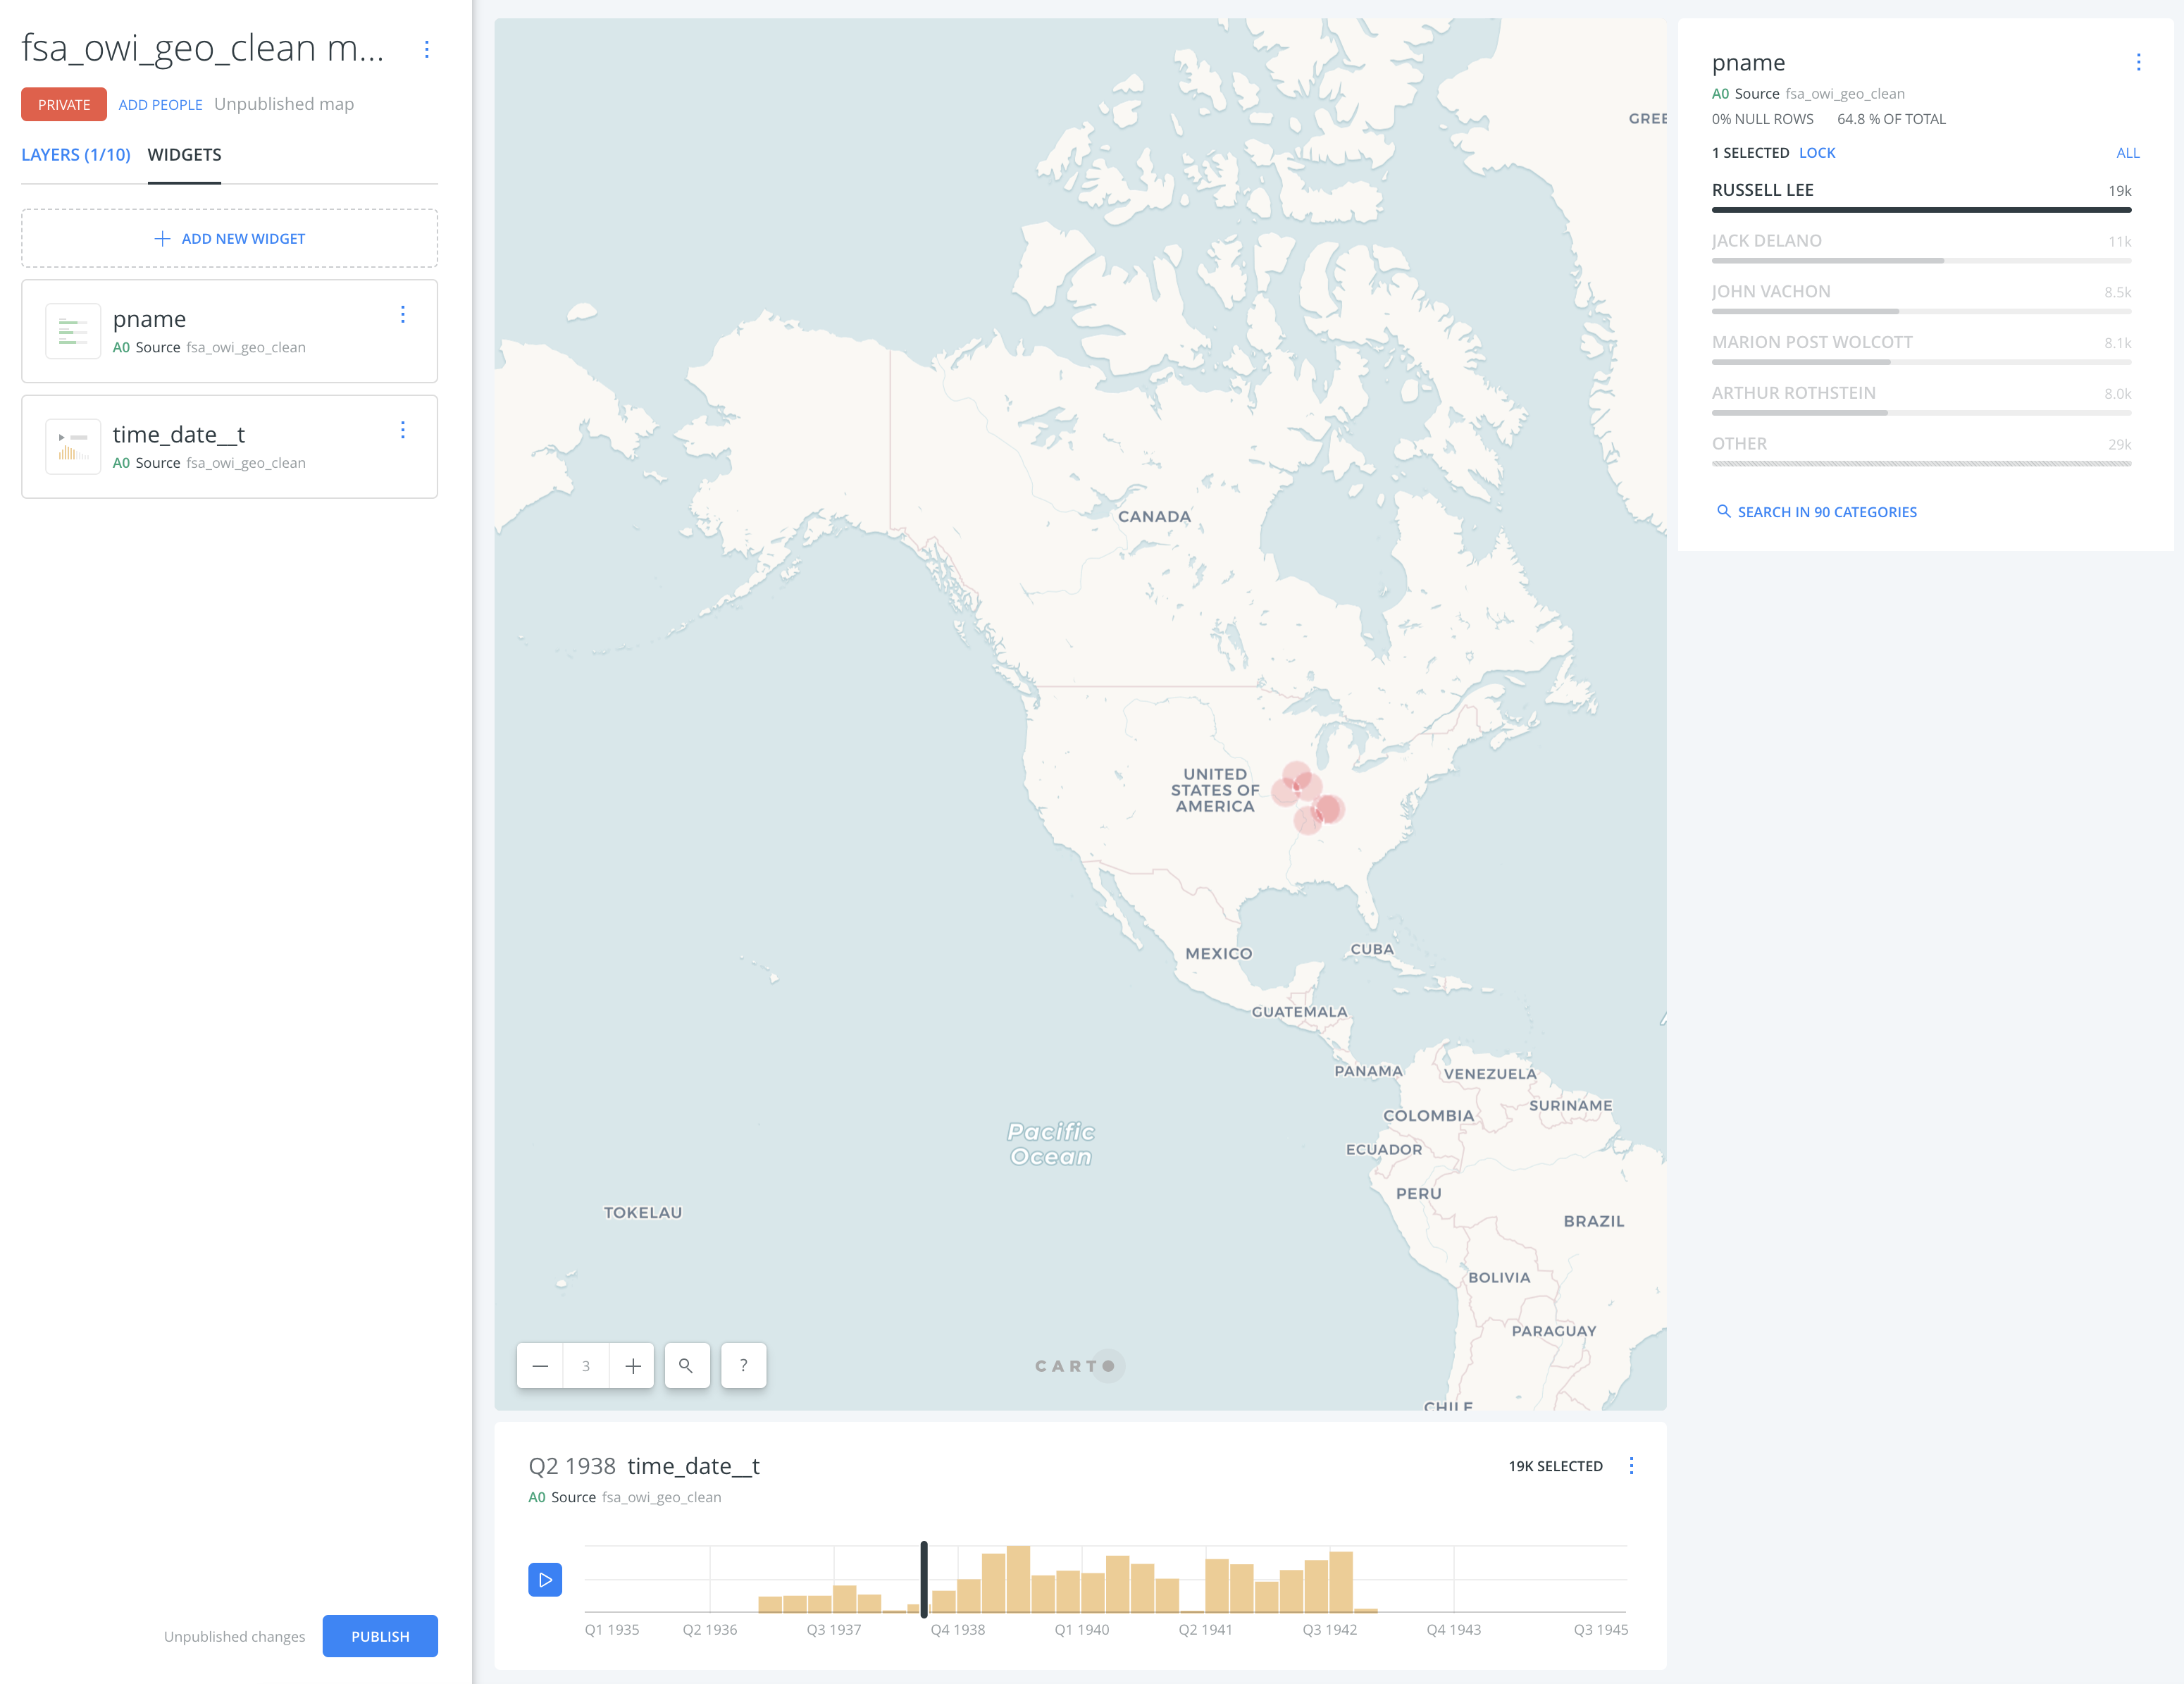 fsa_owi_geo_clean m...
PRIVATE ADD PEOPLE Unpublished map
LAYERS (1/10) WIDGETS
ADD NEW WIDGET
pname
A0 Source fsa_owi_geo_clean
time_date__t
A0 Source fsa_owi_geo_clean
Unpublished changes PUBLISH
GREE
CANADA
UNITED
STATES OF
AMERICA
MEXICO
CUBA
GUATEMALA
PANAMA
VENEZUELA
SURINAME
COLOMBIA
ECUADOR
Pacific
Ocean
PERU
TOKELAU
BRAZIL
BOLIVIA
PARAGUAY
CHILE
3
?
CARTO
Q2 1938 time_date__t
19K SELECTED
A0 Source fsa_owi_geo_clean
Q1 1935 Q2 1936 Q3 1937 Q4 1938 Q1 1940 Q2 1941 Q3 1942 Q4 1943 Q3 1945
pname
A0 Source fsa_owi_geo_clean
0% NULL ROWS 64.8 % OF TOTAL
1 SELECTED LOCK ALL
RUSSELL LEE 19k
JACK DELANO 11k
JOHN VACHON 8.5k
MARION POST WOLCOTT 8.1k
ARTHUR ROTHSTEIN 8.0k
OTHER 29k
SEARCH IN 90 CATEGORIES